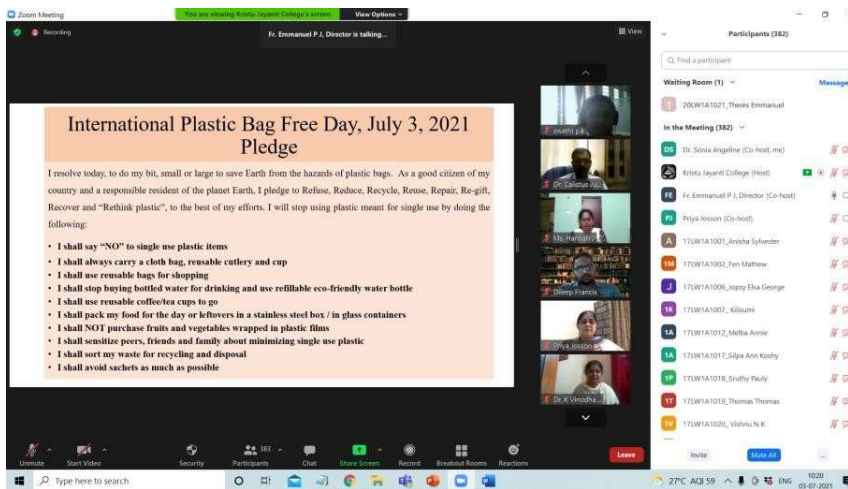 Zoom Meeting
You are viewing Kristu Jayanti College's screen
View Options
Recording
Fr. Emmanuel P J, Director is talking...
View
International Plastic Bag Free Day, July 3, 2021
Pledge
I resolve today, to do my bit, small or large to save Earth from the hazards of plastic bags. As a good citizen of my
country and a responsible resident of the planet Earth, I pledge to Refuse, Reduce, Recycle, Reuse, Repair, Re-gift,
Recover and “Rethink plastic”, to the best of my efforts. I will stop using plastic meant for single use by doing the
following:
• I shall say “NO” to single use plastic items
• I shall always carry a cloth bag, reusable cutlery and cup
• I shall use reusable bags for shopping
• I shall stop buying bottled water for drinking and use refillable eco-friendly water bottle
• I shall use reusable coffee/tea cups to go
• I shall pack my food for the day or leftovers in a stainless steel box / in glass containers
• I shall NOT purchase fruits and vegetables wrapped in plastic films
• I shall sensitize peers, friends and family about minimizing single use plastic
• I shall sort my waste for recycling and disposal
• I shall avoid sachets as much as possible
swathi p.k
Dr. Calistus
Ms. Hannah
Dileep Francis
Priya Josson
Dr. K Vinodha
Participants (382)
Find a participant
Waiting Room (1)
Message
T
20LW1A1021_Theres Emmanuel
In the Meeting (382)
DS Dr. Sonia Angeline (Co-host, me)
Kristu Jayanti College (Host)
FE Fr. Emmanuel P J, Director (Co-host)
PJ Priya Josson (Co-host)
A 17LW1A1001_Anisha Sylvester
1M 17LW1A1002_Fen Mathew
J 17LW1A1006_Jopsy Elsa George
1K 17LW1A1007_
1A 17LW1A1012_Melba Annie
1A 17LW1A1017_Silpa Ann Koshy
1P 17LW1A1018_Sruthy Pauly
1T 17LW1A1019_Thomas Thomas
17LW1A1020_ Vishnu N K
Invite
Mute All
...
Unmute
Start Video
Security
383
Participants
Chat
Share Screen
Record
Breakout Rooms
Reactions
Leave
Type here to search
27°C AQI 59
ENG
10:20
03-07-2021